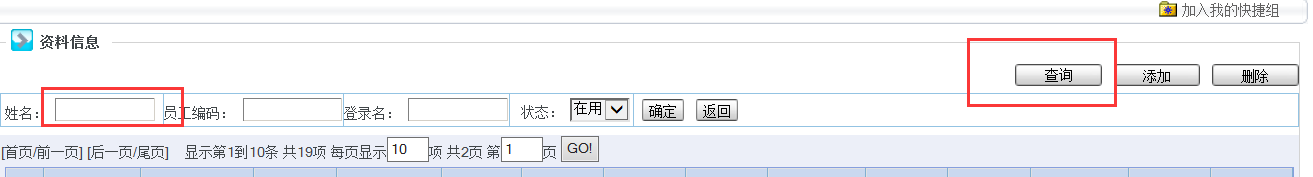 加入我的快捷组
资料信息
查询 添加 删除
姓名： 员工编码： 登录名： 状态： 在用 确定 返回
[首页/前一页] [后一页/尾页] 显示第1到10条 共19项 每页显示 10 项 共2页 第 1 页 GO!